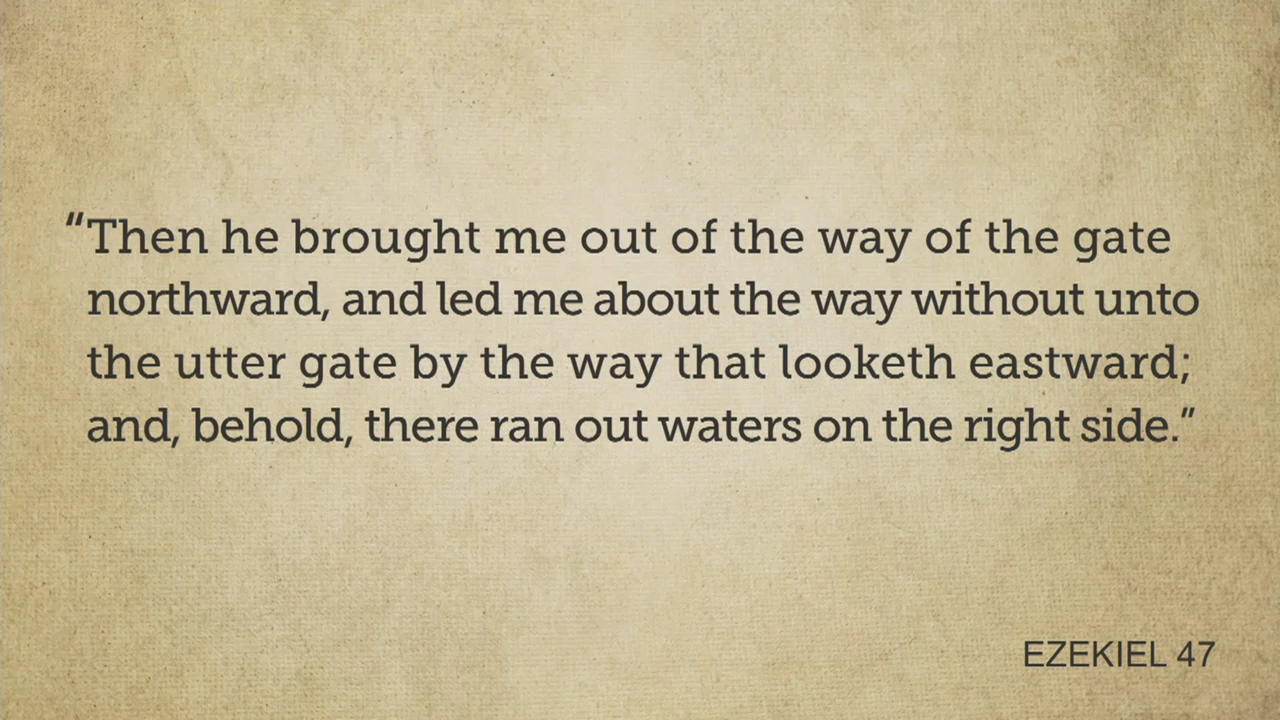 “Then he brought me out of the way of the gate
northward, and led me about the way without unto
the utter gate by the way that looketh eastward;
and, behold, there ran out waters on the right side.”
EZEKIEL 47